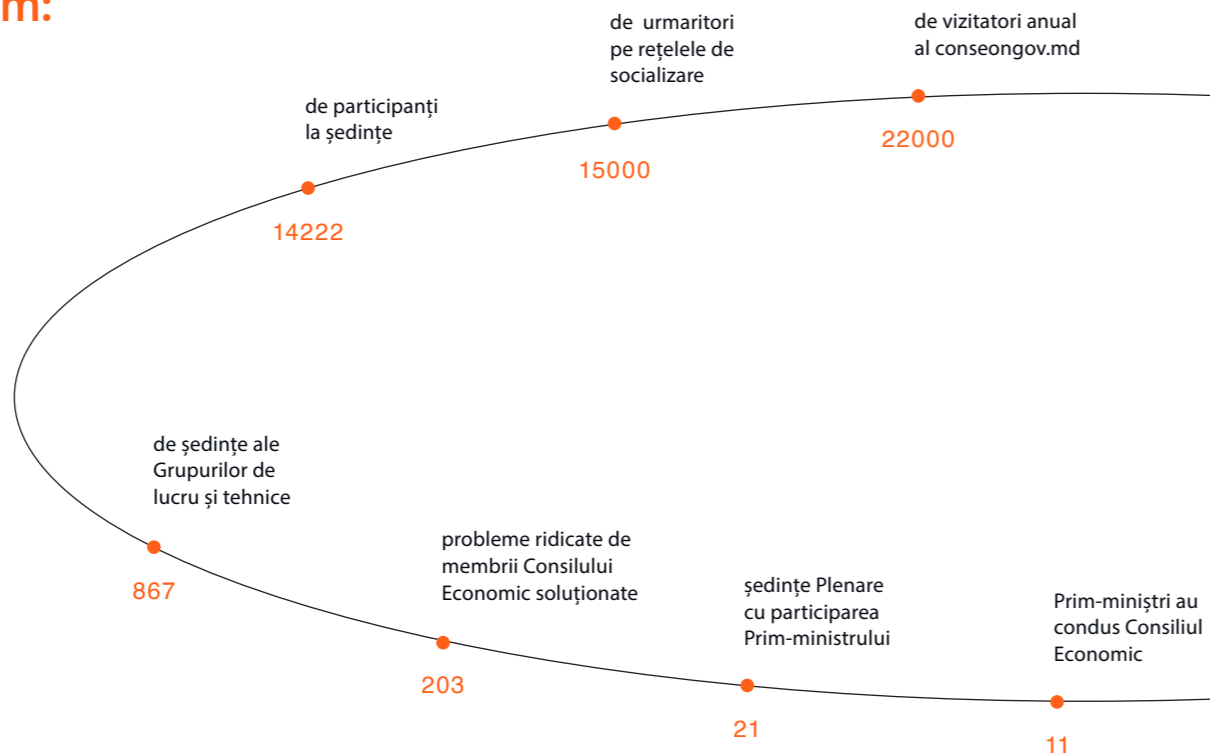 m:
de urmaritori
pe rețelele de
socializare
15000
de vizitatori anual
al conseongov.md
22000
de participanți
la ședințe
14222
de ședințe ale
Grupurilor de
lucru și tehnice
867
probleme ridicate de
membrii Consilului
Economic soluționate
203
ședințe Plenare
cu participarea
Prim-ministrului
21
Prim-miniștri au
condus Consiliul
Economic
11